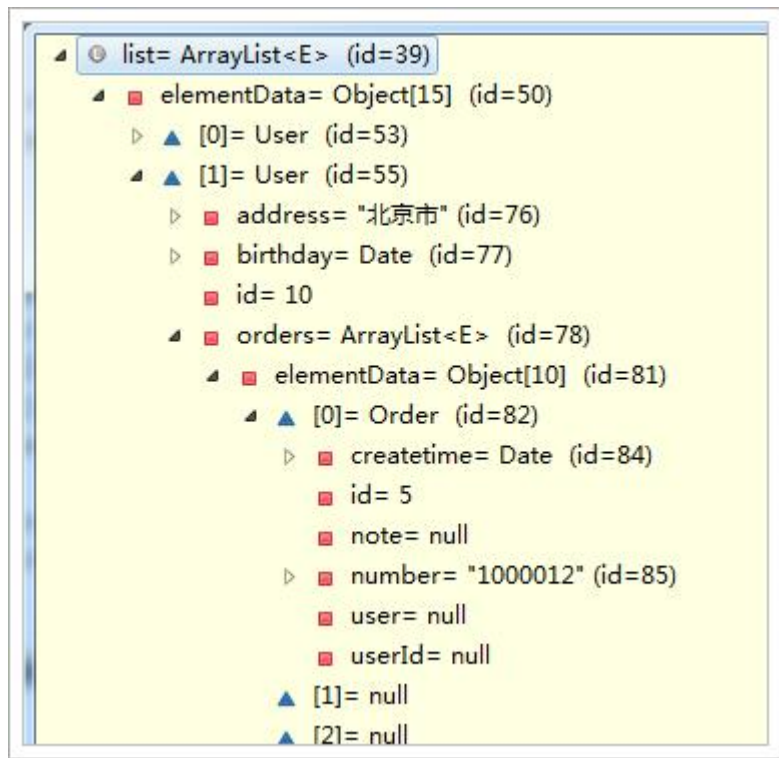 list= ArrayList<E> (id=39)
elementData= Object[15] (id=50)
[0]= User (id=53)
[1]= User (id=55)
address= "北京市" (id=76)
birthday= Date (id=77)
id= 10
orders= ArrayList<E> (id=78)
elementData= Object[10] (id=81)
[0]= Order (id=82)
createtime= Date (id=84)
id= 5
note= null
number= "1000012" (id=85)
user= null
userId= null
[1]= null
[2]= null